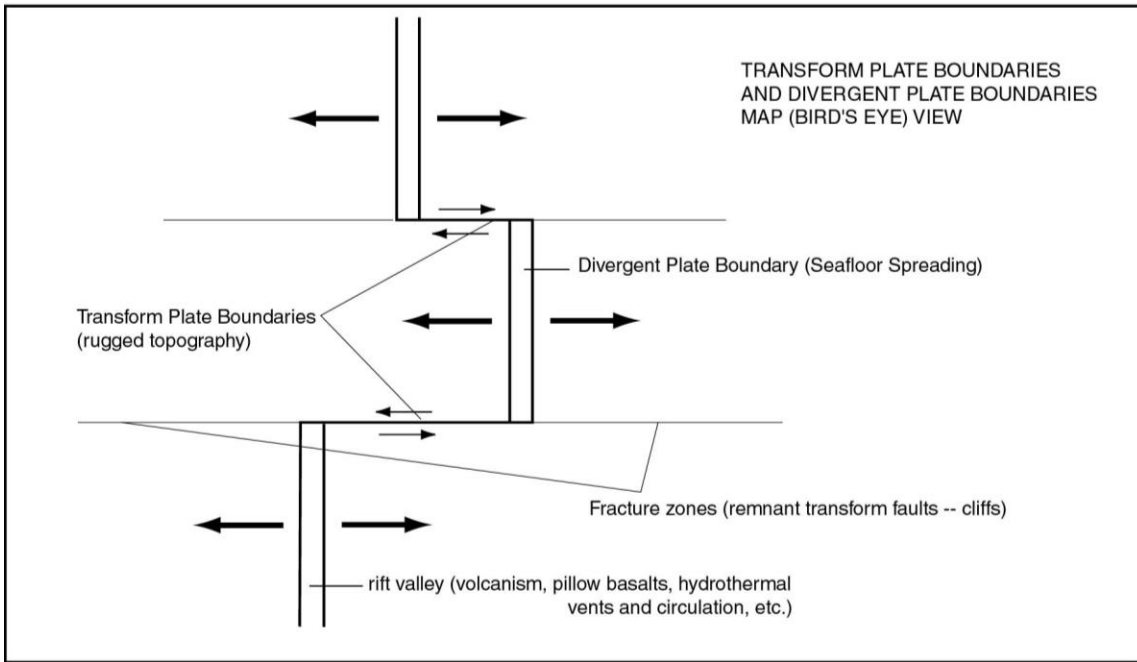 TRANSFORM PLATE BOUNDARIES
AND DIVERGENT PLATE BOUNDARIES
MAP (BIRD'S EYE) VIEW
Divergent Plate Boundary (Seafloor Spreading)
Transform Plate Boundaries
(rugged topography)
Fracture zones (remnant transform faults -- cliffs)
rift valley (volcanism, pillow basalts, hydrothermal
vents and circulation, etc.)